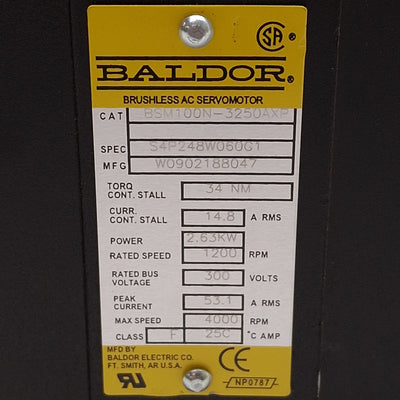 SA
BALDOR®
BRUSHLESS AC SERVOMOTOR
CAT BSM100N-3250AXP
SPEC S4P248W060G1
MFG W0902188047
TORQ CONT. STALL 34 NM
CURR. CONT. STALL 14.8 A RMS
POWER 2.63KW
RATED SPEED 1200 RPM
RATED BUS VOLTAGE 300 VOLTS
PEAK CURRENT 53.1 A RMS
MAX SPEED 4000 RPM
CLASS F 25C °C AMP
MFD BY
BALDOR ELECTRIC CO.
FT. SMITH, AR U.S.A.
CE
NP0787